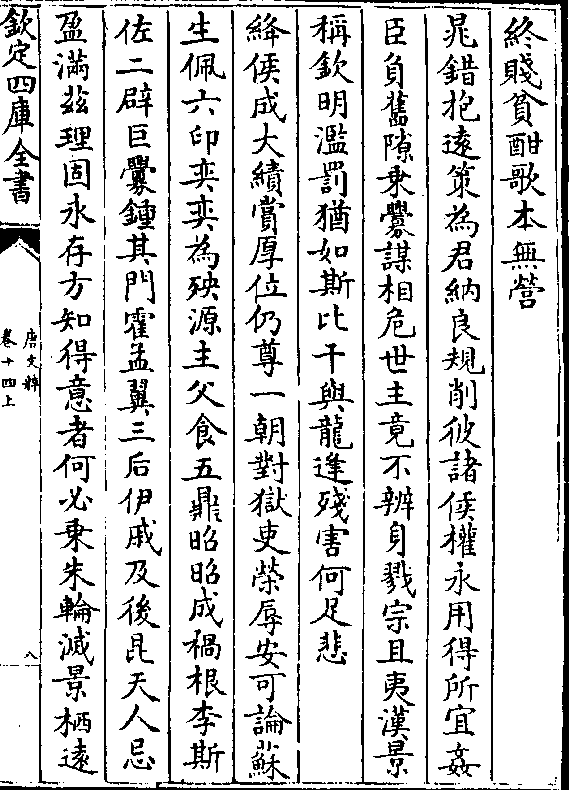 終賤貧酣歌本無營
晁錯抱遠策為君納良規削彼諸侯權永用得所宜姦
臣負舊隙乗釁謀相危世主竟不辨身戮宗且夷漢景
稱欽明濫罰猶如斯比干與龍逢殘害何足悲
絳侯成大績賞厚位仍尊一朝對獄吏榮辱安可論蘇
生佩六印奕奕為殃源主父食五鼎昭昭成禍根李斯
佐二辟巨釁鍾其門霍孟翼三后伊戚及後昆天人忌
盈滿茲理固永存方知得意者何必乗朱輪滅景栖遠
欽定四庫全書
唐文粹
卷十四上
八